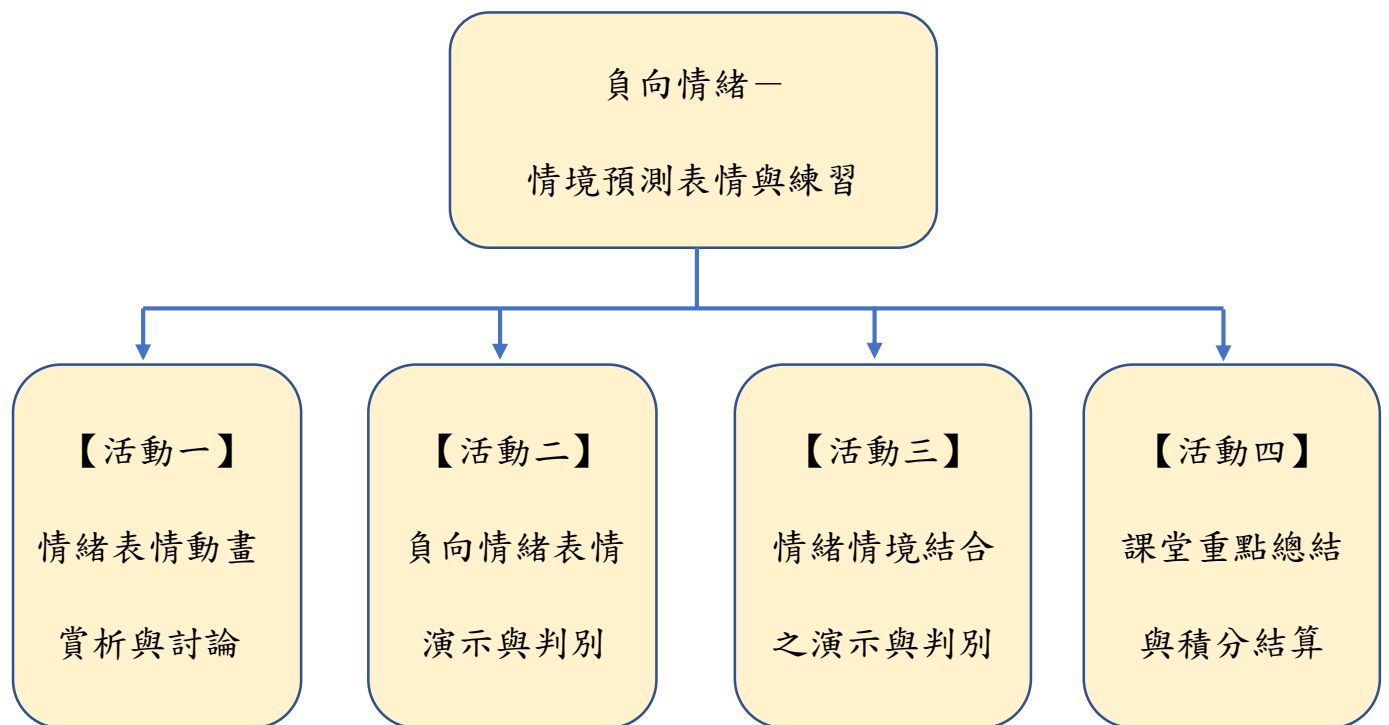 負向情緒－
情境預測表情與練習
【活動一】
情緒表情動畫
賞析與討論
【活動二】
負向情緒表情
演示與判別
【活動三】
情緒情境結合
之演示與判別
【活動四】
課堂重點總結
與積分結算